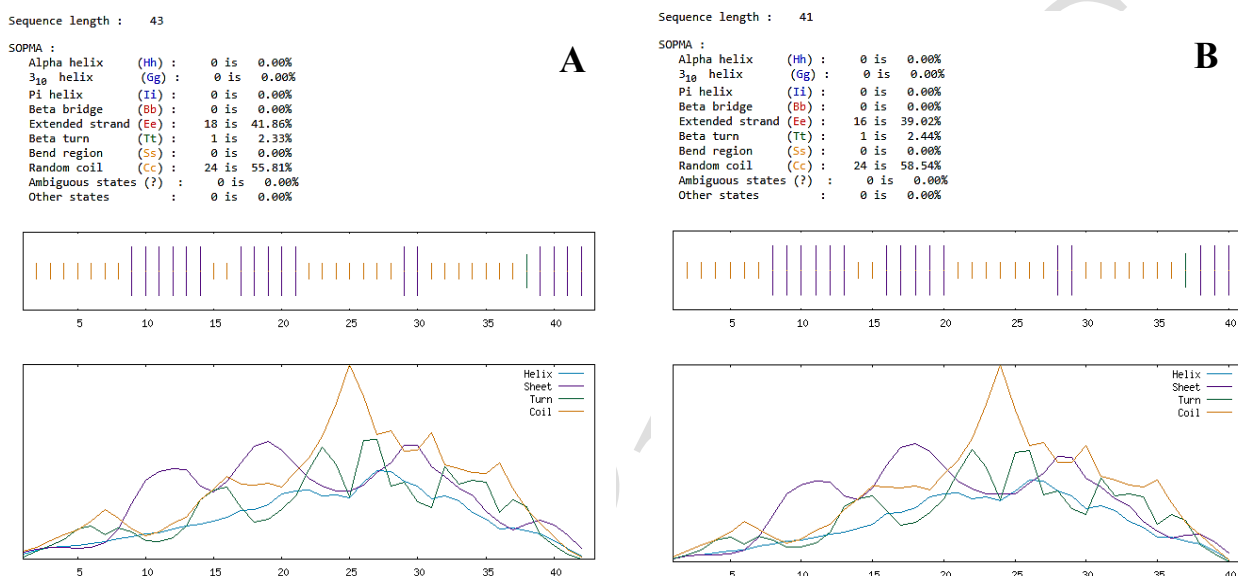 Sequence length : 43
SOPMA :
Alpha helix (Hh) : 0 is 0.00%
3₁₀ helix (Gg) : 0 is 0.00%
Pi helix (Ii) : 0 is 0.00%
Beta bridge (Bb) : 0 is 0.00%
Extended strand (Ee) : 18 is 41.86%
Beta turn (Tt) : 1 is 2.33%
Bend region (Ss) : 0 is 0.00%
Random coil (Cc) : 24 is 55.81%
Ambiguous states (?) : 0 is 0.00%
Other states : 0 is 0.00%
A
5 10 15 20 25 30 35 40
Helix
Sheet
Turn
Coil
5 10 15 20 25 30 35 40
Sequence length : 41
SOPMA :
Alpha helix (Hh) : 0 is 0.00%
3₁₀ helix (Gg) : 0 is 0.00%
Pi helix (Ii) : 0 is 0.00%
Beta bridge (Bb) : 0 is 0.00%
Extended strand (Ee) : 16 is 39.02%
Beta turn (Tt) : 1 is 2.44%
Bend region (Ss) : 0 is 0.00%
Random coil (Cc) : 24 is 58.54%
Ambiguous states (?) : 0 is 0.00%
Other states : 0 is 0.00%
B
5 10 15 20 25 30 35 40
Helix
Sheet
Turn
Coil
5 10 15 20 25 30 35 40